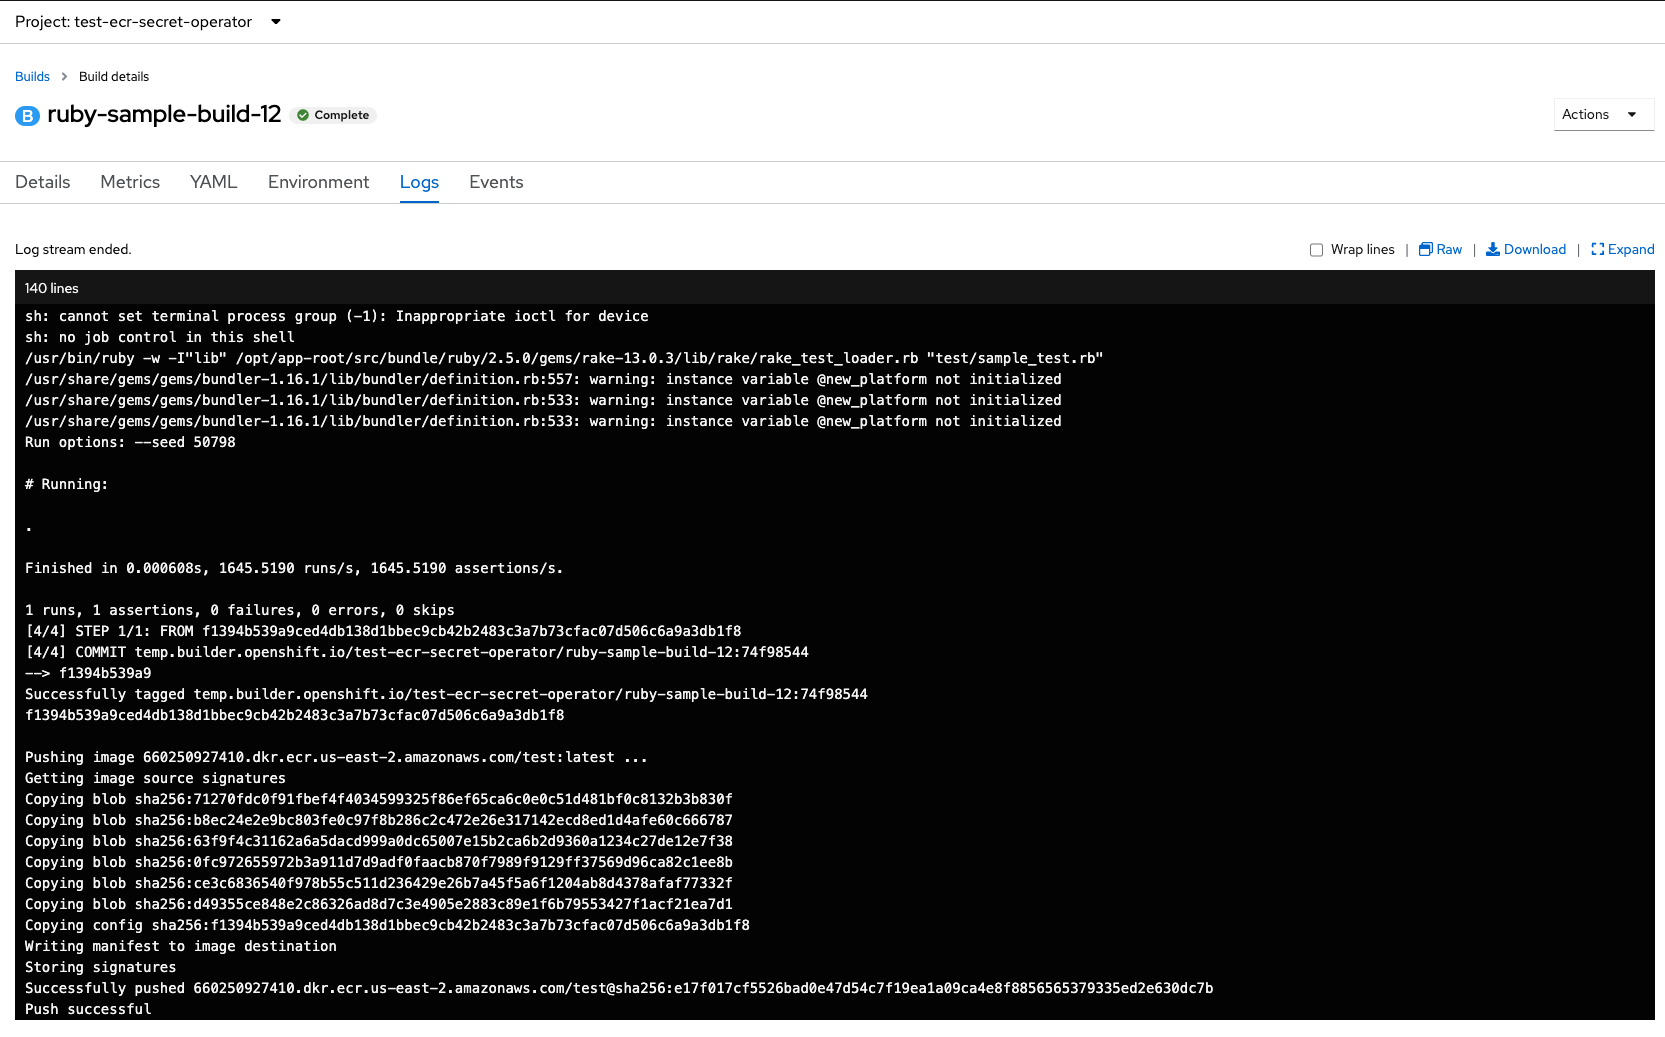 Project: test-ecr-secret-operator
Builds > Build details
B ruby-sample-build-12 Complete
Actions
Details Metrics YAML Environment Logs Events
Log stream ended.
Wrap lines | Raw | Download | Expand
140 lines
sh: cannot set terminal process group (-1): Inappropriate ioctl for device
sh: no job control in this shell
/usr/bin/ruby -w -I"lib" /opt/app-root/src/bundle/ruby/2.5.0/gems/rake-13.0.3/lib/rake/rake_test_loader.rb "test/sample_test.rb"
/usr/share/gems/gems/bundler-1.16.1/lib/bundler/definition.rb:557: warning: instance variable @new_platform not initialized
/usr/share/gems/gems/bundler-1.16.1/lib/bundler/definition.rb:533: warning: instance variable @new_platform not initialized
/usr/share/gems/gems/bundler-1.16.1/lib/bundler/definition.rb:533: warning: instance variable @new_platform not initialized
Run options: --seed 50798
# Running:
.
Finished in 0.000608s, 1645.5190 runs/s, 1645.5190 assertions/s.
1 runs, 1 assertions, 0 failures, 0 errors, 0 skips
[4/4] STEP 1/1: FROM f1394b539a9ced4db138d1bbec9cb42b2483c3a7b73cfac07d506c6a9a3db1f8
[4/4] COMMIT temp.builder.openshift.io/test-ecr-secret-operator/ruby-sample-build-12:74f98544
--> f1394b539a9
Successfully tagged temp.builder.openshift.io/test-ecr-secret-operator/ruby-sample-build-12:74f98544
f1394b539a9ced4db138d1bbec9cb42b2483c3a7b73cfac07d506c6a9a3db1f8
Pushing image 660250927410.dkr.ecr.us-east-2.amazonaws.com/test:latest ...
Getting image source signatures
Copying blob sha256:71270fdc0f91fbef4f4034599325f86ef65ca6c0e0c51d481bf0c8132b3b830f
Copying blob sha256:b8ec24e2e9bc803fe0c97f8b286c2c472e26e317142ecd8ed1d4afe60c666787
Copying blob sha256:63f9f4c31162a6a5dacd999a0dc65007e15b2ca6b2d9360a1234c27de12e7f38
Copying blob sha256:0fc972655972b3a911d7d9adf0faacb870f7989f9129ff37569d96ca82c1ee8b
Copying blob sha256:ce3c6836540f978b55c511d236429e26b7a45f5a6f1204ab8d4378afaf77332f
Copying blob sha256:d49355ce848e2c86326ad8d7c3e4905e2883c89e1f6b79553427f1acf21ea7d1
Copying config sha256:f1394b539a9ced4db138d1bbec9cb42b2483c3a7b73cfac07d506c6a9a3db1f8
Writing manifest to image destination
Storing signatures
Successfully pushed 660250927410.dkr.ecr.us-east-2.amazonaws.com/test@sha256:e17f017cf5526bad0e47d54c7f19ea1a09ca4e8f8856565379335ed2e630dc7b
Push successful